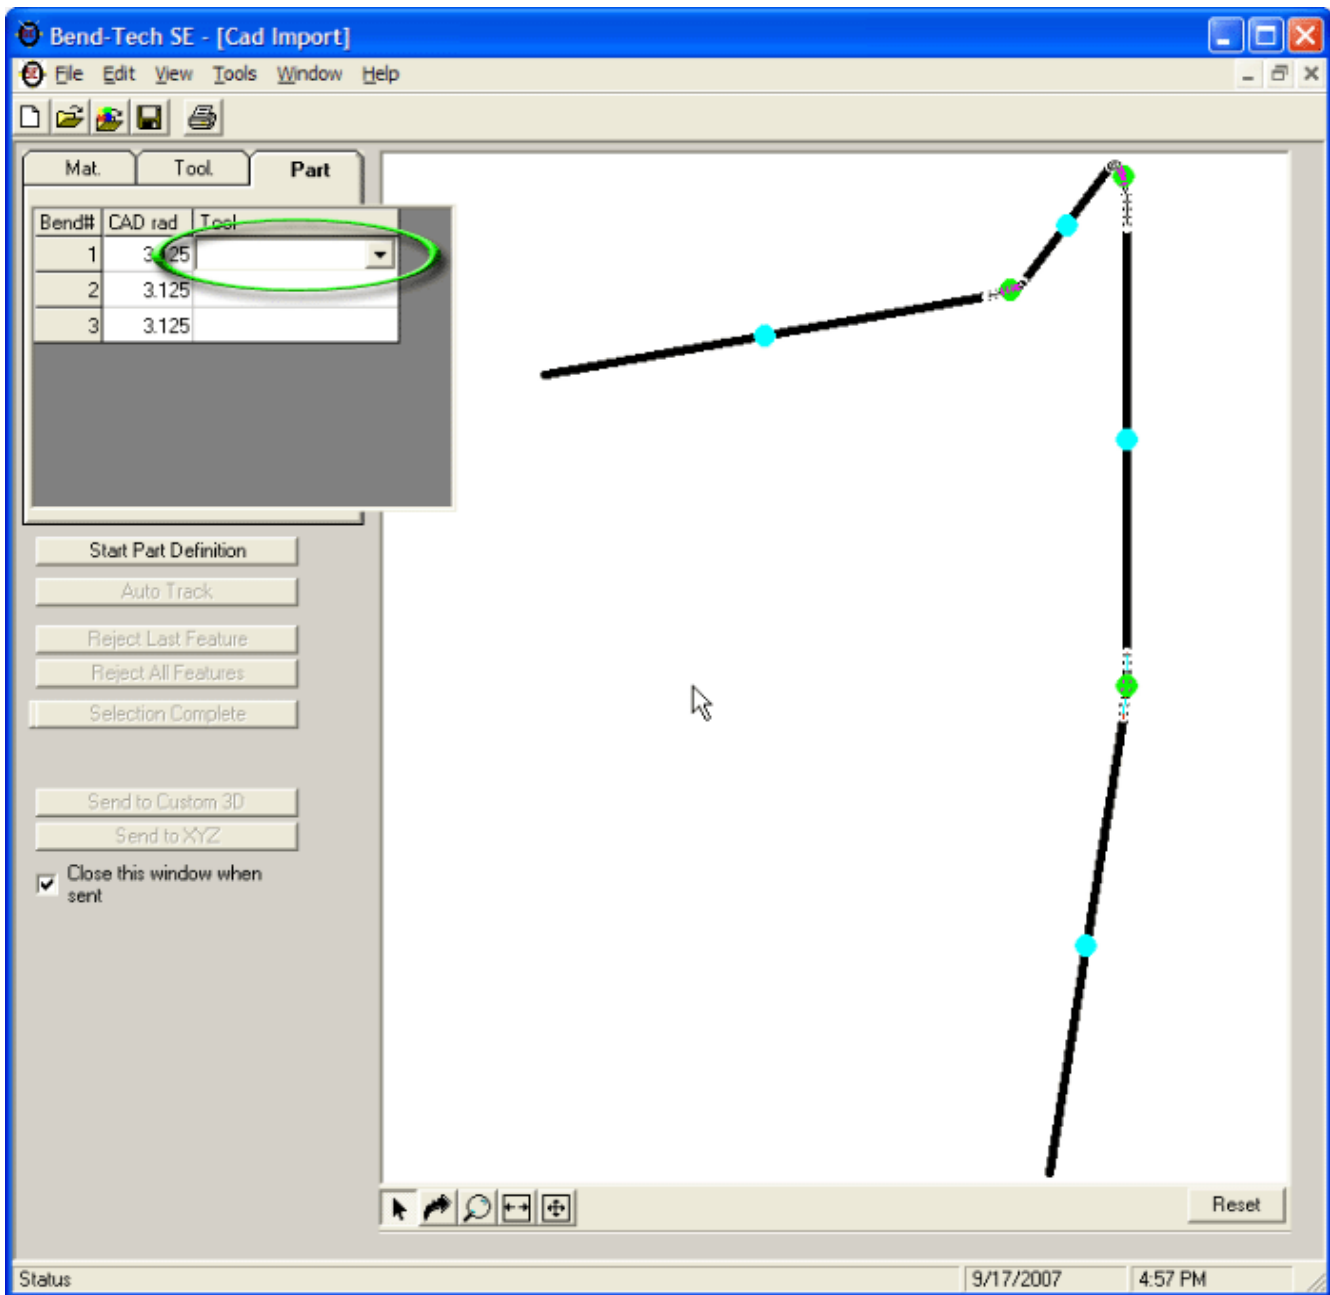 Bend-Tech SE - [Cad Import]
File Edit View Tools Window Help
Mat. Tool. Part
Bend# CAD rad Tool
1 3.125
2 3.125
3 3.125
Start Part Definition
Auto Track
Reject Last Feature
Reject All Features
Selection Complete
Send to Custom 3D
Send to XYZ
Close this window when
sent
Reset
Status 9/17/2007 4:57 PM